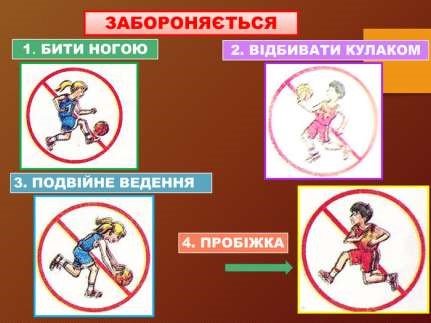 ЗАБОРОНЯЄТЬСЯ
1. БИТИ НОГОЮ
2. ВІДБИВАТИ КУЛАКОМ
3. ПОДВІЙНЕ ВЕДЕННЯ
4. ПРОБІЖКА